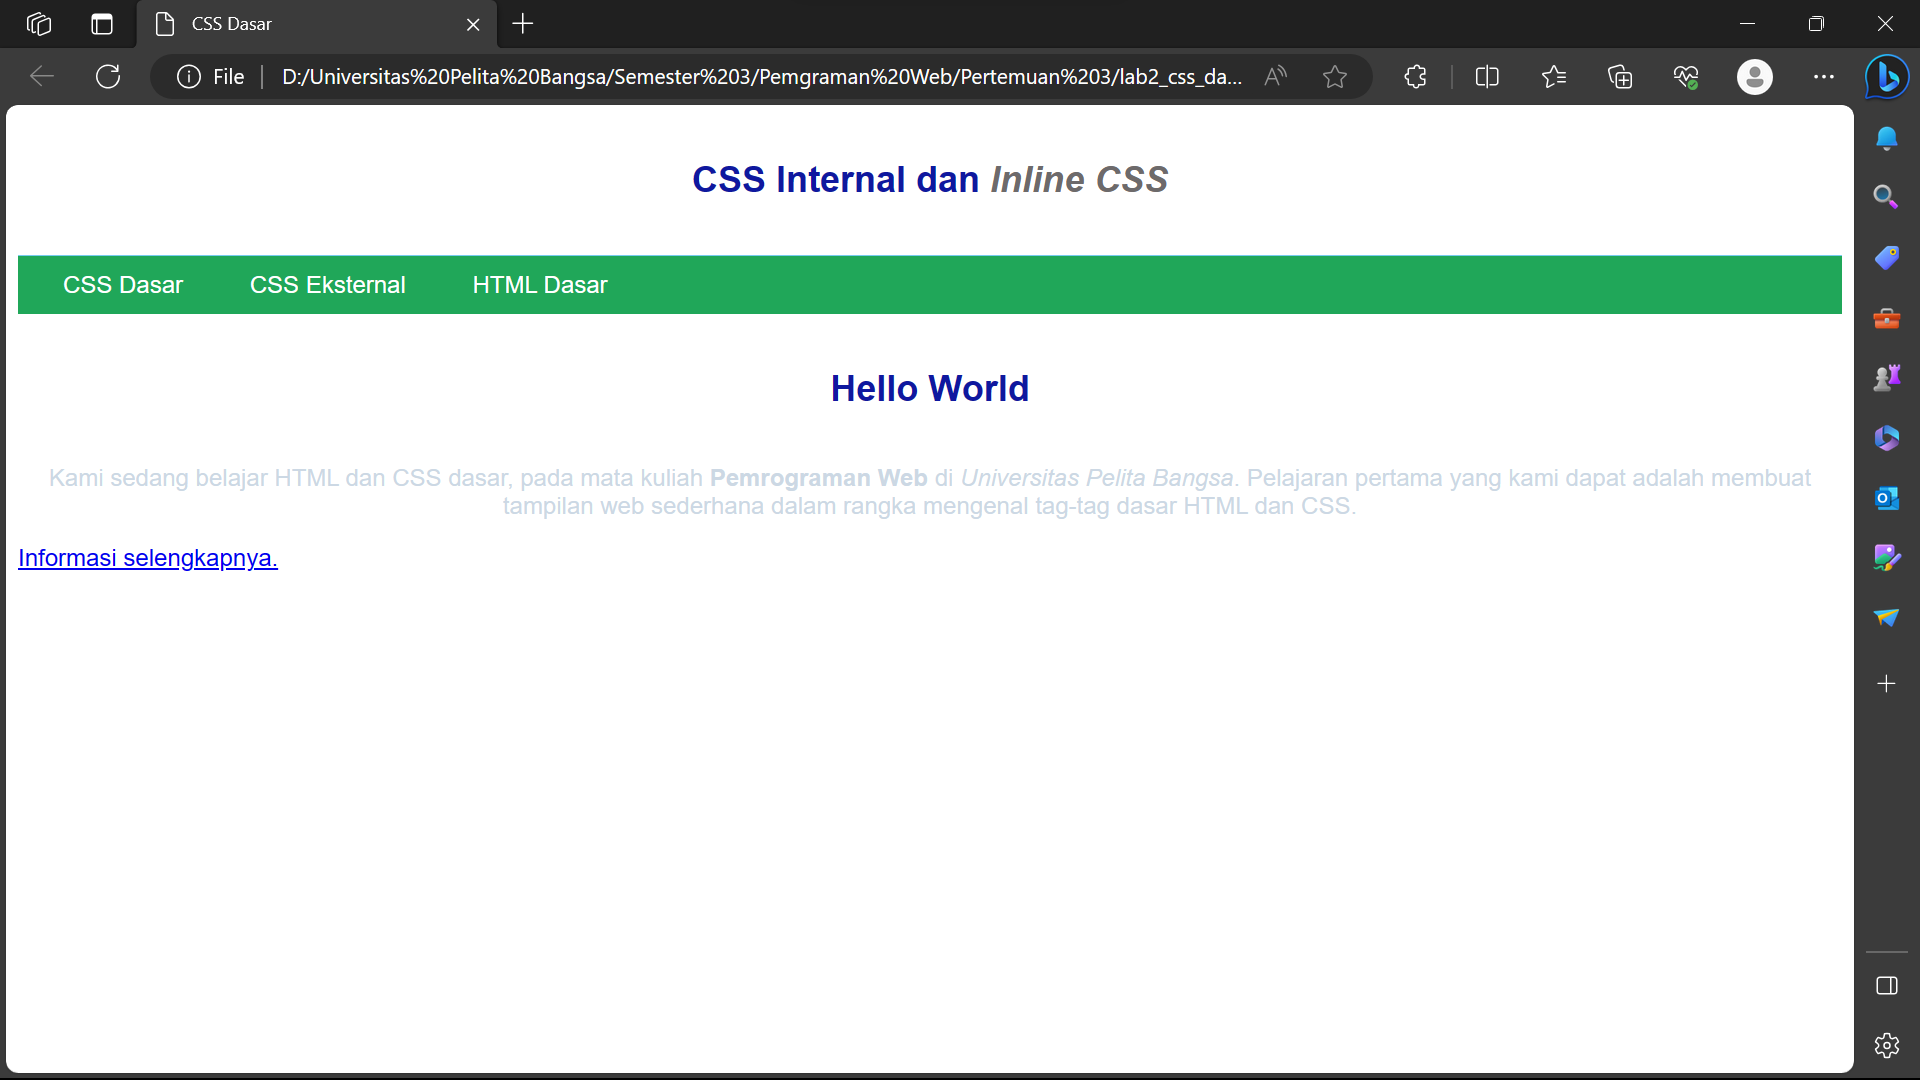 CSS Dasar
File
D:/Universitas%20Pelita%20Bangsa/Semester%203/Pemgraman%20Web/Pertemuan%203/lab2_css_da...
CSS Internal dan Inline CSS
CSS Dasar CSS Eksternal HTML Dasar
Hello World
Kami sedang belajar HTML dan CSS dasar, pada mata kuliah Pemrograman Web di Universitas Pelita Bangsa. Pelajaran pertama yang kami dapat adalah membuat
tampilan web sederhana dalam rangka mengenal tag-tag dasar HTML dan CSS.
Informasi selengkapnya.